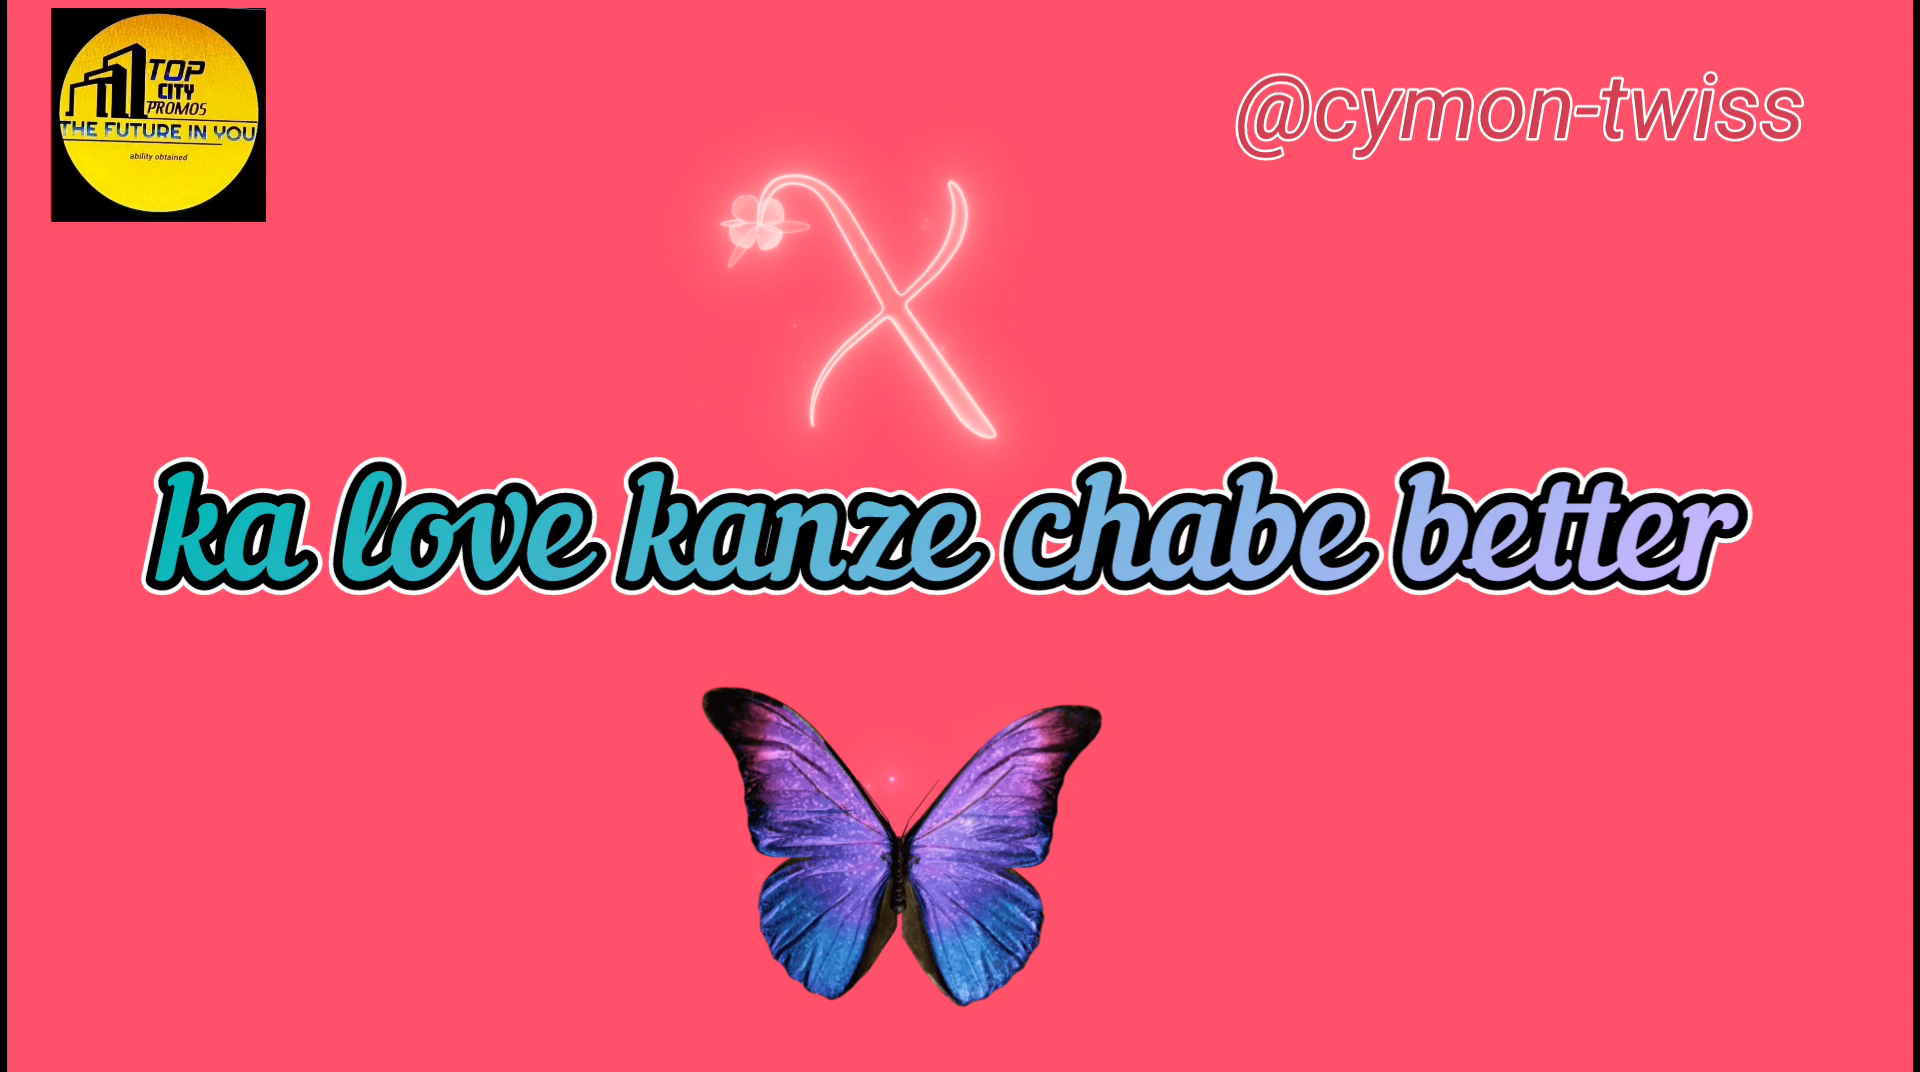 TOP
CITY
PROMOS
THE FUTURE IN YOU
ability obtained
@cymon-twiss
X
ka love kanze chabe better